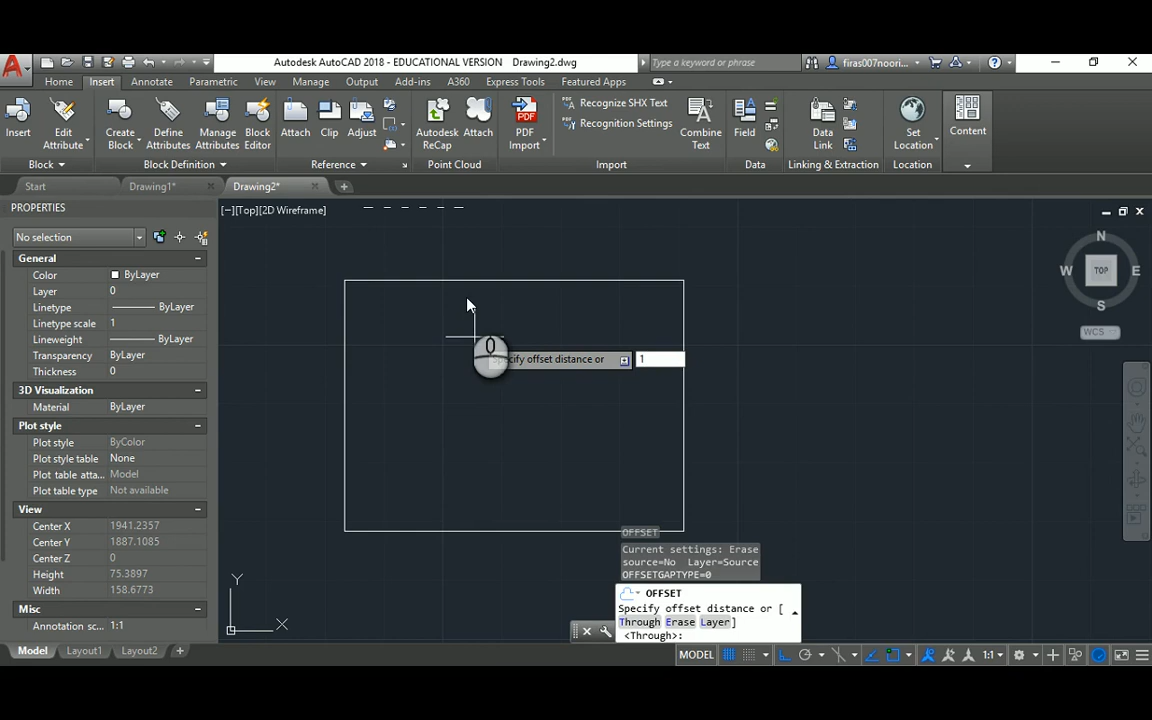 Autodesk AutoCAD 2018 - EDUCATIONAL VERSION Drawing2.dwg
Type a keyword or phrase
firas007noori...
Home Insert Annotate Parametric View Manage Output Add-ins A360 Express Tools Featured Apps
Insert
Edit Attribute
Create Block
Define Attributes
Manage Attributes
Block Editor
Attach
Clip
Adjust
Autodesk ReCap
Attach
PDF Import
Recognize SHX Text
Recognition Settings
Combine Text
Field
Data Link
Set Location
Content
Block
Block Definition
Reference
Point Cloud
Import
Data
Linking & Extraction
Location
Start
Drawing1*
Drawing2*
PROPERTIES
[−][Top][2D Wireframe]
No selection
General
Color ByLayer
Layer 0
Linetype ByLayer
Linetype scale 1
Lineweight ByLayer
Transparency ByLayer
Thickness 0
3D Visualization
Material ByLayer
Plot style
Plot style ByColor
Plot style table None
Plot table atta... Model
Plot table type Not available
View
Center X 1941.2357
Center Y 1887.1085
Center Z 0
Height 75.3897
Width 158.6773
Misc
Annotation sc... 1:1
N
W TOP E
S
WCS
ecify offset distance or 1
OFFSET
Current settings: Erase
source=No Layer=Source
OFFSETGAPTYPE=0
OFFSET
Specify offset distance or [
Through Erase Layer]
<Through>:
Y
X
Model Layout1 Layout2
MODEL
1:1